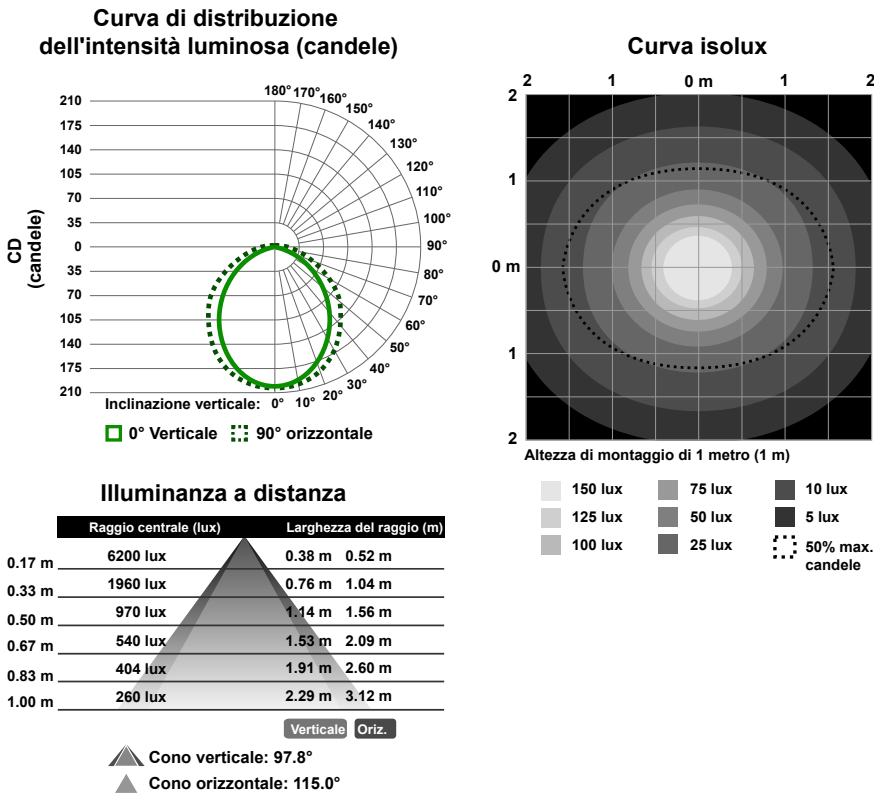 Curva di distribuzione
dell'intensità luminosa (candele)
CD
(candele)
210
175
140
105
70
35
0
35
70
105
140
175
210
180° 170° 160°
150°
140°
130°
120°
110°
100°
90°
80°
70°
60°
50°
40°
30°
20°
10°
0°
Inclinazione verticale:
0° Verticale 90° orizzontale
Curva isolux
2 1 0 m 1 2
2
1
0 m
1
2
Altezza di montaggio di 1 metro (1 m)
150 lux 75 lux 10 lux
125 lux 50 lux 5 lux
100 lux 25 lux 50% max.
candele
Illuminanza a distanza
Raggio centrale (lux) Larghezza del raggio (m)
0.17 m 6200 lux 0.38 m 0.52 m
0.33 m 1960 lux 0.76 m 1.04 m
0.50 m 970 lux 1.14 m 1.56 m
0.67 m 540 lux 1.53 m 2.09 m
0.83 m 404 lux 1.91 m 2.60 m
1.00 m 260 lux 2.29 m 3.12 m
Verticale Oriz.
Cono verticale: 97.8°
Cono orizzontale: 115.0°